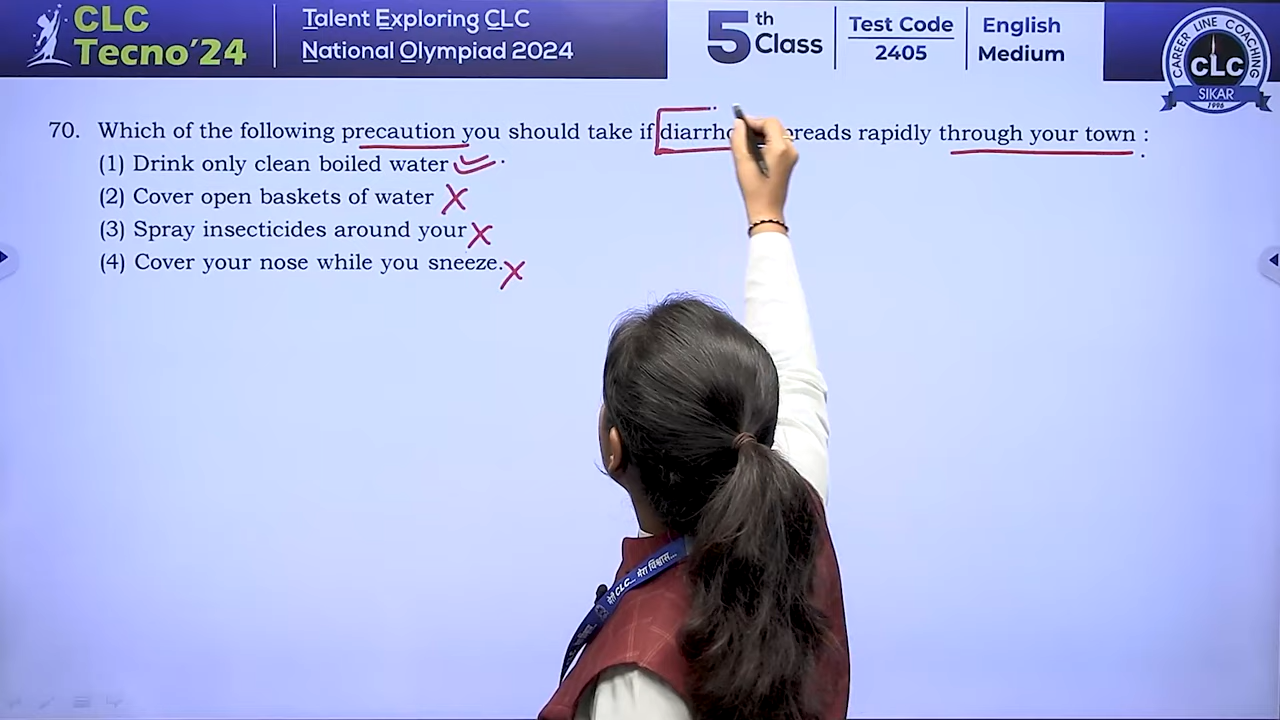 CLC
Tecno'24
Talent Exploring CLC
National Olympiad 2024
5th Class
Test Code
2405
English
Medium
CAREER LINE COACHING
CLC
SIKAR
1996
70. Which of the following precaution you should take if spreads rapidly through your town :
(1) Drink only clean boiled water
(2) Cover open baskets of water
(3) Spray insecticides around your
(4) Cover your nose while you sneeze.
मेरी CLC... मेरा विश्वास...